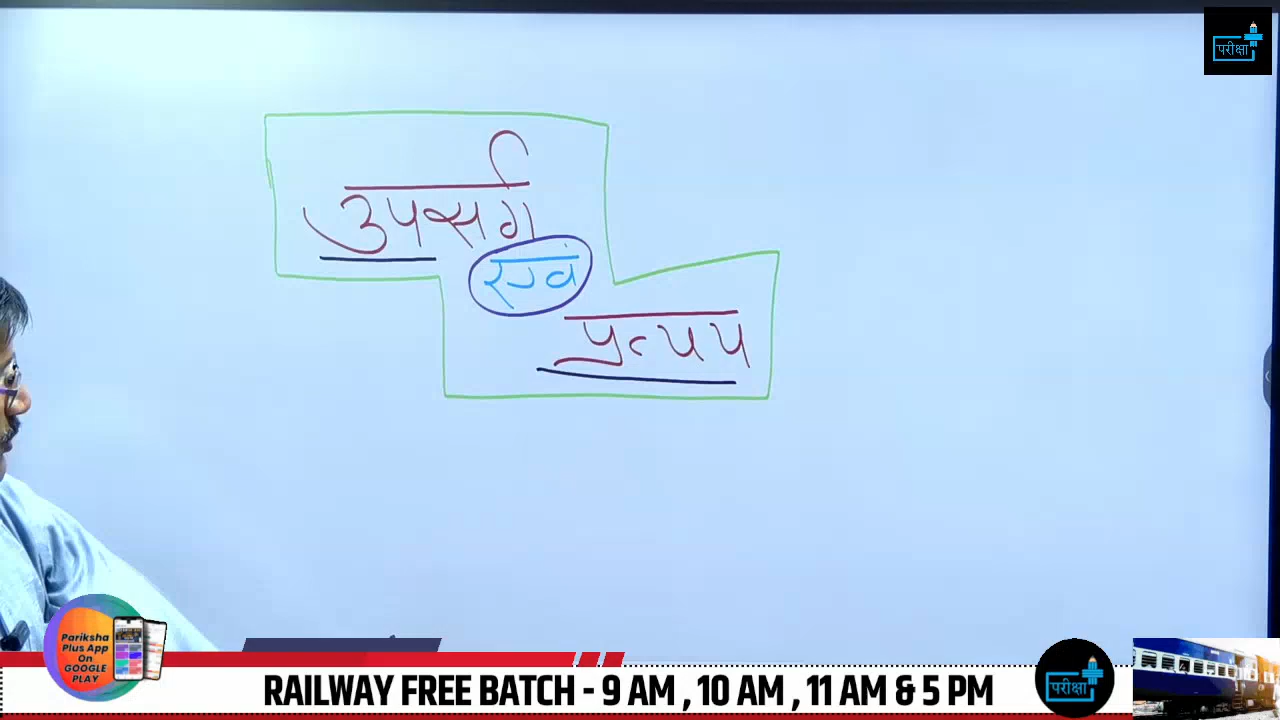 परीक्षा
उपसर्ग
एवं
प्रत्यय
Pariksha
Plus App
On
GOOGLE
PLAY
RAILWAY FREE BATCH - 9 AM , 10 AM , 11 AM & 5 PM
परीक्षा